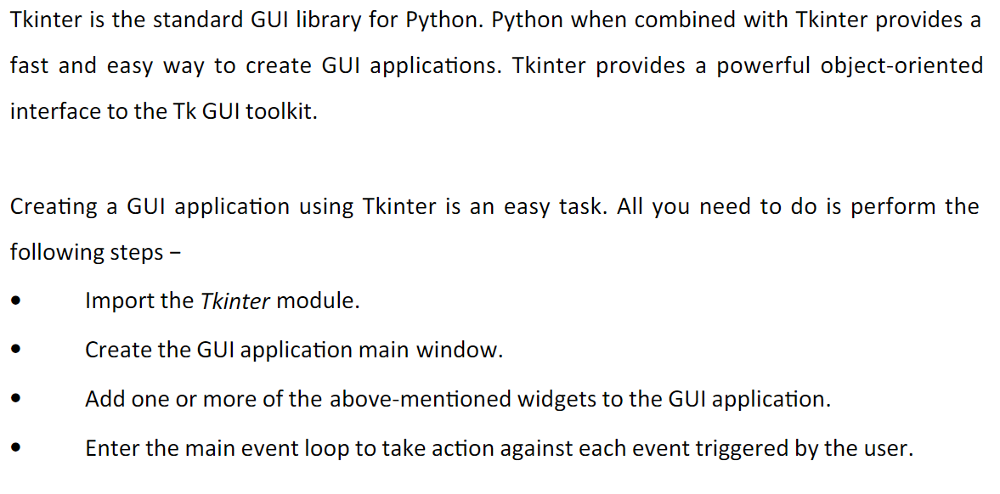 Tkinter is the standard GUI library for Python. Python when combined with Tkinter provides a
fast and easy way to create GUI applications. Tkinter provides a powerful object-oriented
interface to the Tk GUI toolkit.
Creating a GUI application using Tkinter is an easy task. All you need to do is perform the
following steps −
• Import the Tkinter module.
• Create the GUI application main window.
• Add one or more of the above-mentioned widgets to the GUI application.
• Enter the main event loop to take action against each event triggered by the user.